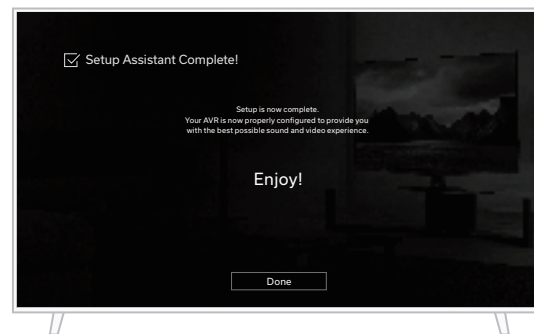 Setup Assistant Complete!
Setup is now complete.
Your AVR is now properly configured to provide you
with the best possible sound and video experience.
Enjoy!
Done